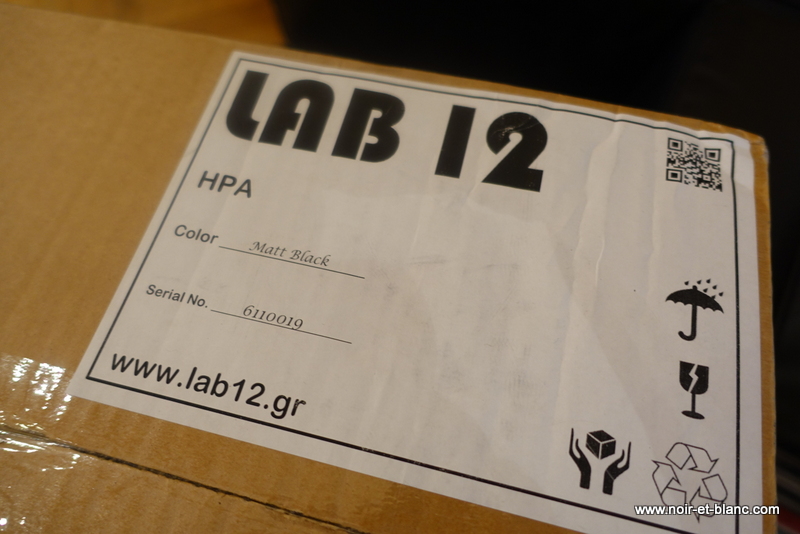 LAB 12
HPA
Color Matt Black
Serial No. 6110019
www.lab12.gr
www.noir-et-blanc.com